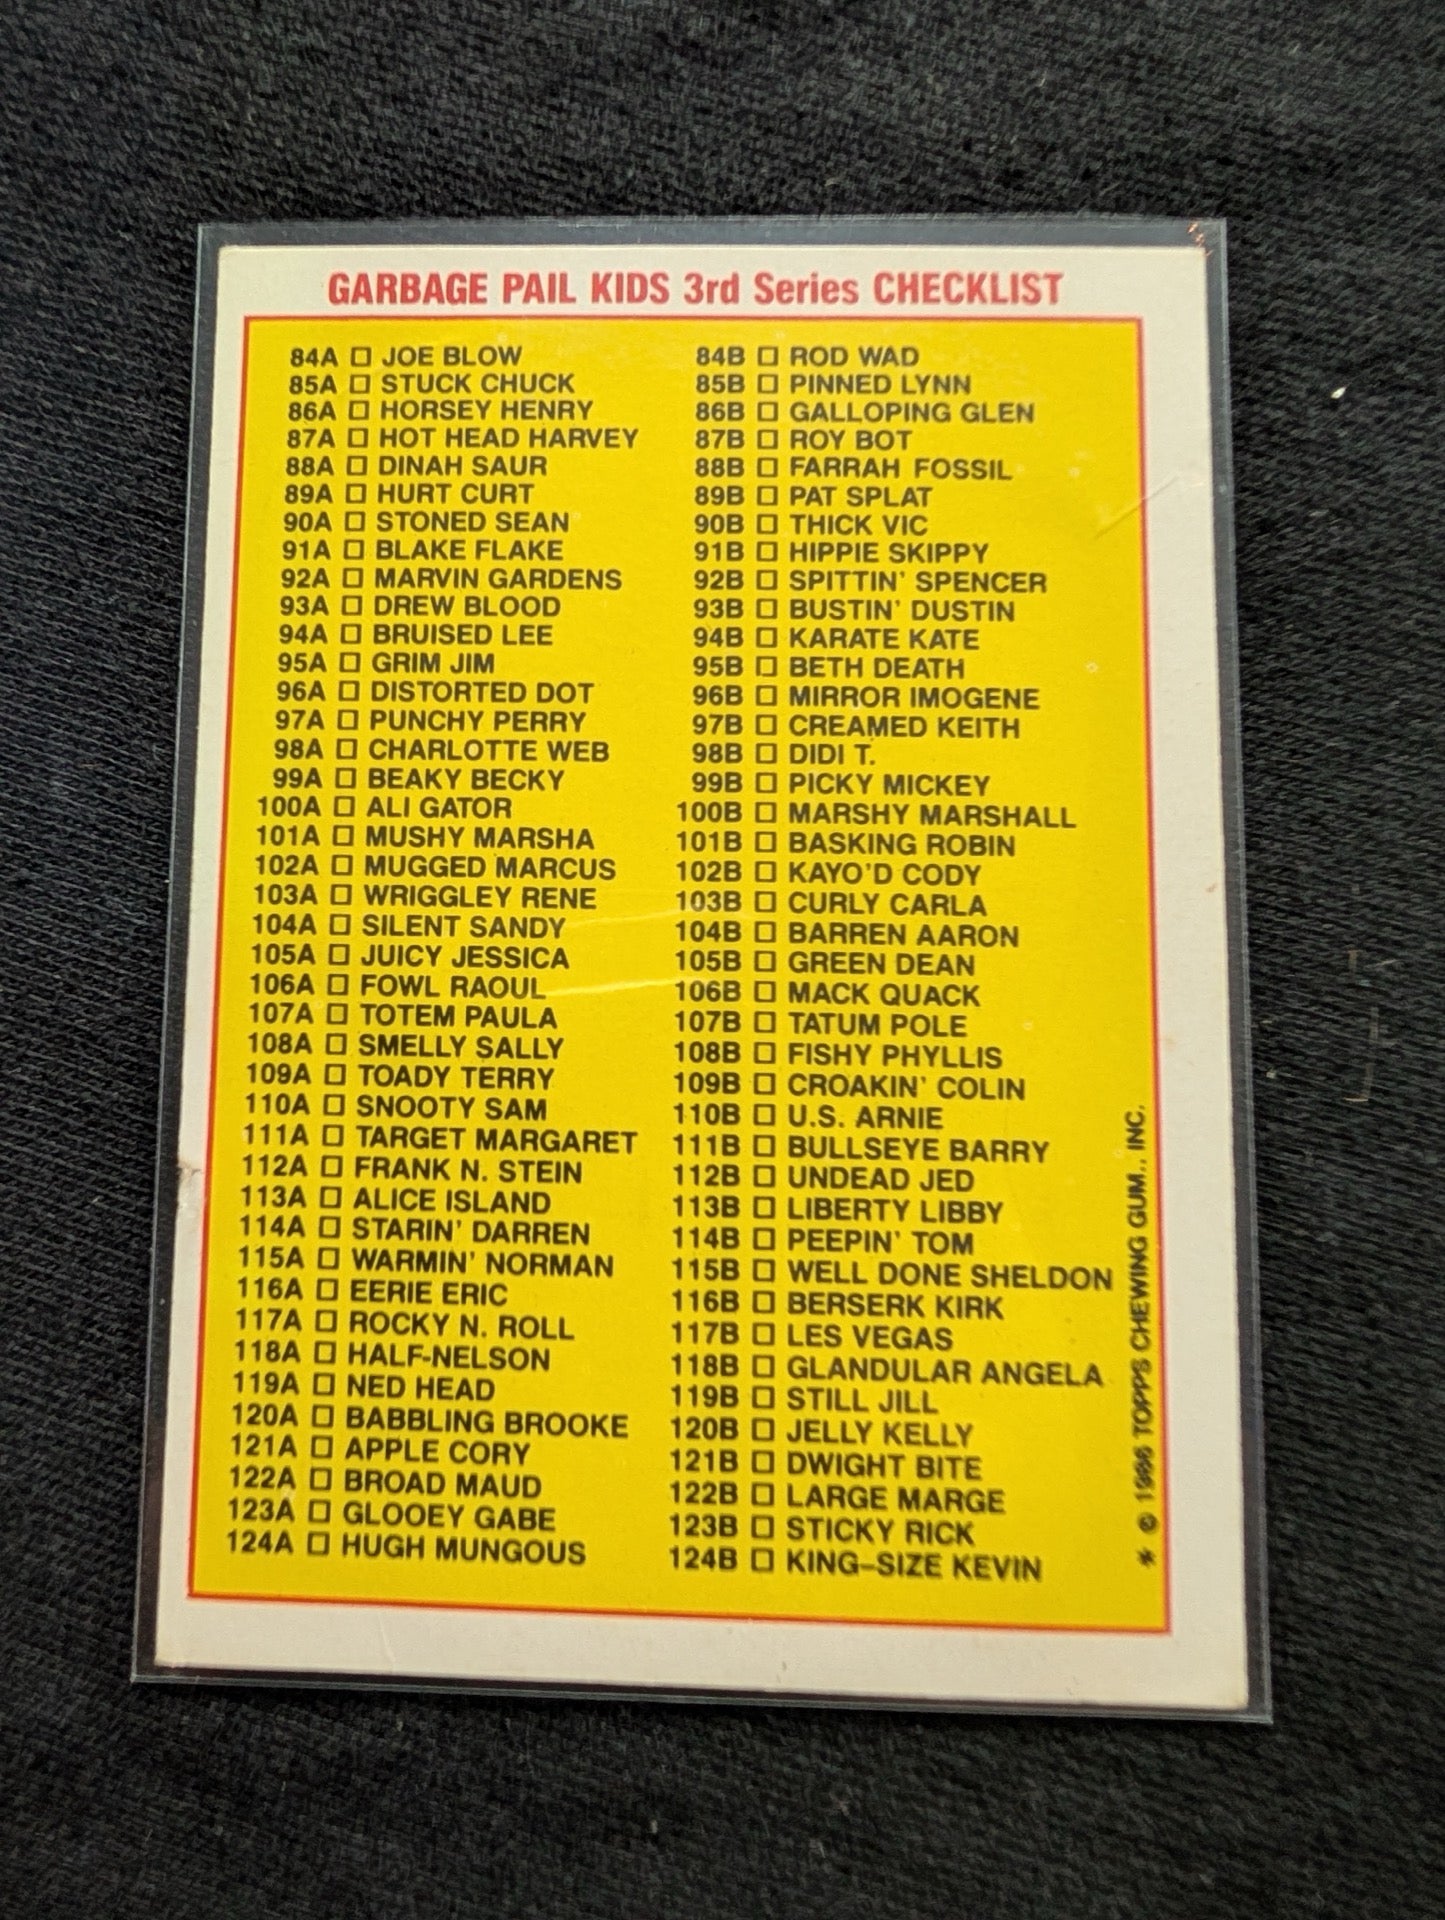 GARBAGE PAIL KIDS 3rd Series CHECKLIST
84A □ JOE BLOW
85A □ STUCK CHUCK
86A □ HORSEY HENRY
87A □ HOT HEAD HARVEY
88A □ DINAH SAUR
89A □ HURT CURT
90A □ STONED SEAN
91A □ BLAKE FLAKE
92A □ MARVIN GARDENS
93A □ DREW BLOOD
94A □ BRUISED LEE
95A □ GRIM JIM
96A □ DISTORTED DOT
97A □ PUNCHY PERRY
98A □ CHARLOTTE WEB
99A □ BEAKY BECKY
100A □ ALI GATOR
101A □ MUSHY MARSHA
102A □ MUGGED MARCUS
103A □ WRIGGLEY RENE
104A □ SILENT SANDY
105A □ JUICY JESSICA
106A □ FOWL RAOUL
107A □ TOTEM PAULA
108A □ SMELLY SALLY
109A □ TOADY TERRY
110A □ SNOOTY SAM
111A □ TARGET MARGARET
112A □ FRANK N. STEIN
113A □ ALICE ISLAND
114A □ STARIN' DARREN
115A □ WARMIN' NORMAN
116A □ EERIE ERIC
117A □ ROCKY N. ROLL
118A □ HALF-NELSON
119A □ NED HEAD
120A □ BABBLING BROOKE
121A □ APPLE CORY
122A □ BROAD MAUD
123A □ GLOOEY GABE
124A □ HUGH MUNGOUS
84B □ ROD WAD
85B □ PINNED LYNN
86B □ GALLOPING GLEN
87B □ ROY BOT
88B □ FARRAH FOSSIL
89B □ PAT SPLAT
90B □ THICK VIC
91B □ HIPPIE SKIPPY
92B □ SPITTIN' SPENCER
93B □ BUSTIN' DUSTIN
94B □ KARATE KATE
95B □ BETH DEATH
96B □ MIRROR IMOGENE
97B □ CREAMED KEITH
98B □ DIDI T.
99B □ PICKY MICKEY
100B □ MARSHY MARSHALL
101B □ BASKING ROBIN
102B □ KAYO'D CODY
103B □ CURLY CARLA
104B □ BARREN AARON
105B □ GREEN DEAN
106B □ MACK QUACK
107B □ TATUM POLE
108B □ FISHY PHYLLIS
109B □ CROAKIN' COLIN
110B □ U.S. ARNIE
111B □ BULLSEYE BARRY
112B □ UNDEAD JED
113B □ LIBERTY LIBBY
114B □ PEEPIN' TOM
115B □ WELL DONE SHELDON
116B □ BERSERK KIRK
117B □ LES VEGAS
118B □ GLANDULAR ANGELA
119B □ STILL JILL
120B □ JELLY KELLY
121B □ DWIGHT BITE
122B □ LARGE MARGE
123B □ STICKY RICK
124B □ KING–SIZE KEVIN
* © 1986 TOPPS CHEWING GUM., INC.